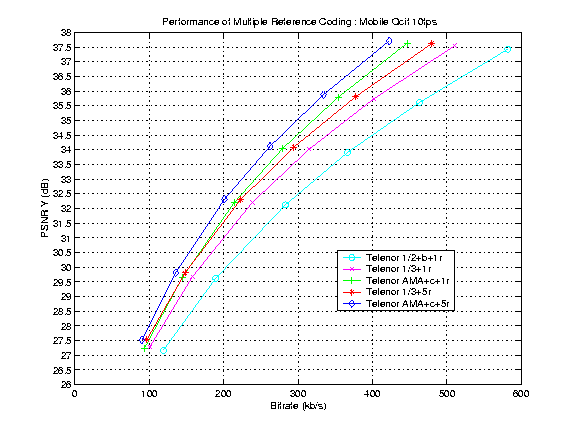 Performance of Multiple Reference Coding : Mobile Qcif 10fps
38
37.5
37
36.5
36
35.5
35
34.5
34
33.5
33
32.5
32
31.5
31
30.5
30
29.5
29
28.5
28
27.5
27
26.5
26
PSNR Y (dB)
Telenor 1/2+b+1r
Telenor 1/3+1r
Telenor AMA+c+1r
Telenor 1/3+5r
Telenor AMA+c+5r
0 100 200 300 400 500 600
Bitrate (kb/s)